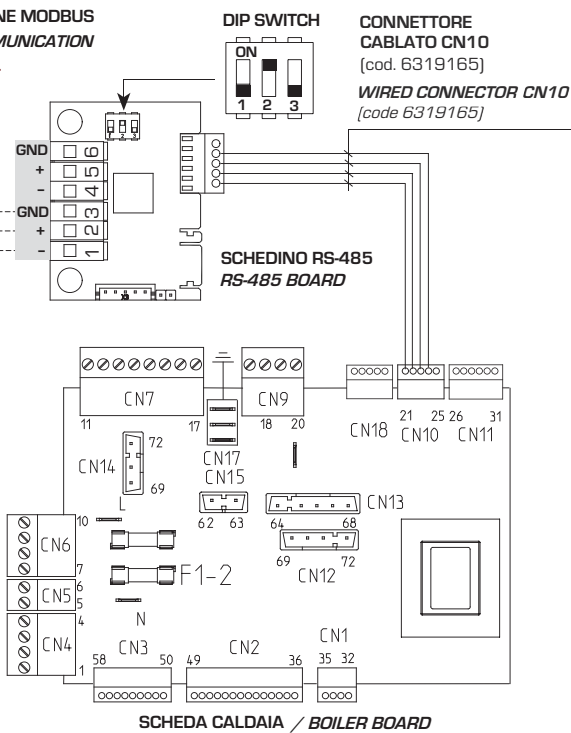 NE MODBUS
MUNICATION
DIP SWITCH
ON
1 2 3
CONNETTORE
CABLATO CN10
(cod. 6319165)
WIRED CONNECTOR CN10
(code 6319165)
1 2 3
GND 6
+ 5
- 4
GND 3
+ 2
- 1
SCHEDINO RS-485
RS-485 BOARD
CN7
11 17
CN9
18 20
CN18
21 25
CN10
26 31
CN11
CN17
CN14
72
69
CN15
62 63
CN13
64 68
CN12
69 72
L
F1-2
N
10
CN6
7
6
CN5
5
4
CN4
1
CN3
58 50
CN2
49 36
CN1
35 32
SCHEDA CALDAIA / BOILER BOARD